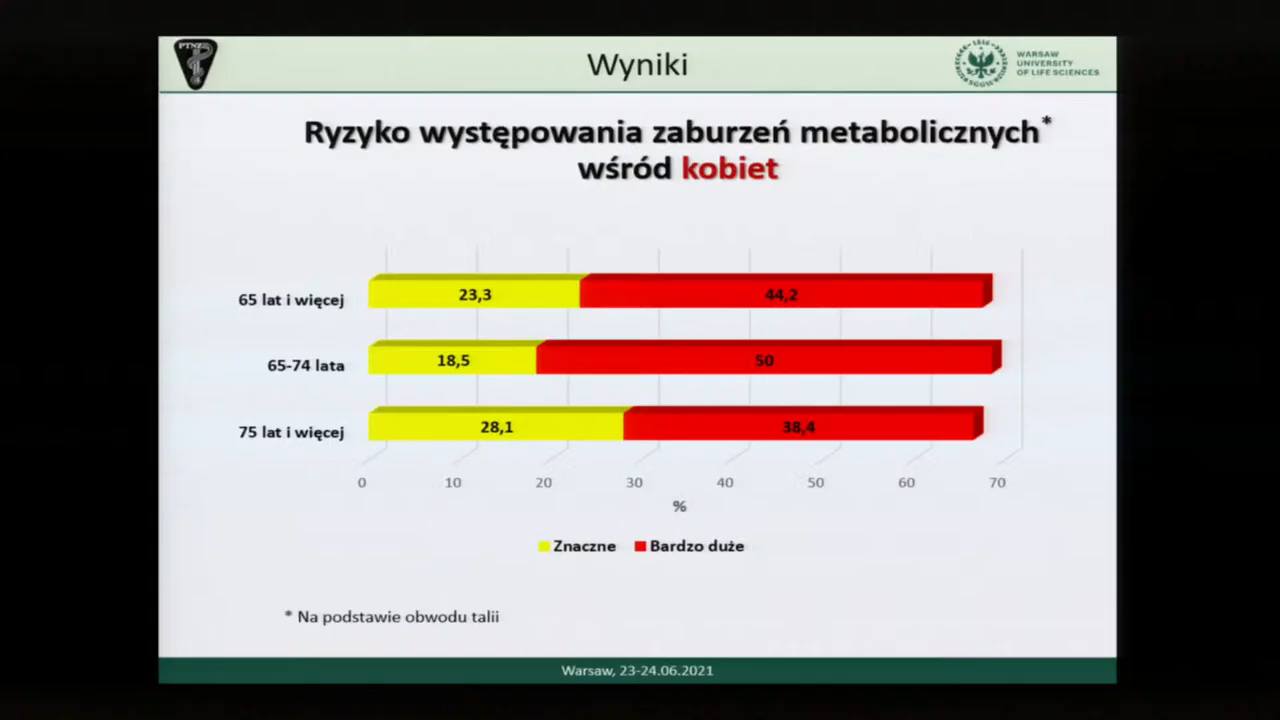 PTNŻ
Wyniki
WARSAW
UNIVERSITY
OF LIFE SCIENCES
Ryzyko występowania zaburzeń metabolicznych*
wśród kobiet
65 lat i więcej
23,3
44,2
65-74 lata
18,5
50
75 lat i więcej
28,1
38,4
0 10 20 30 40 50 60 70
%
Znaczne Bardzo duże
* Na podstawie obwodu talii
Warsaw, 23-24.06.2021